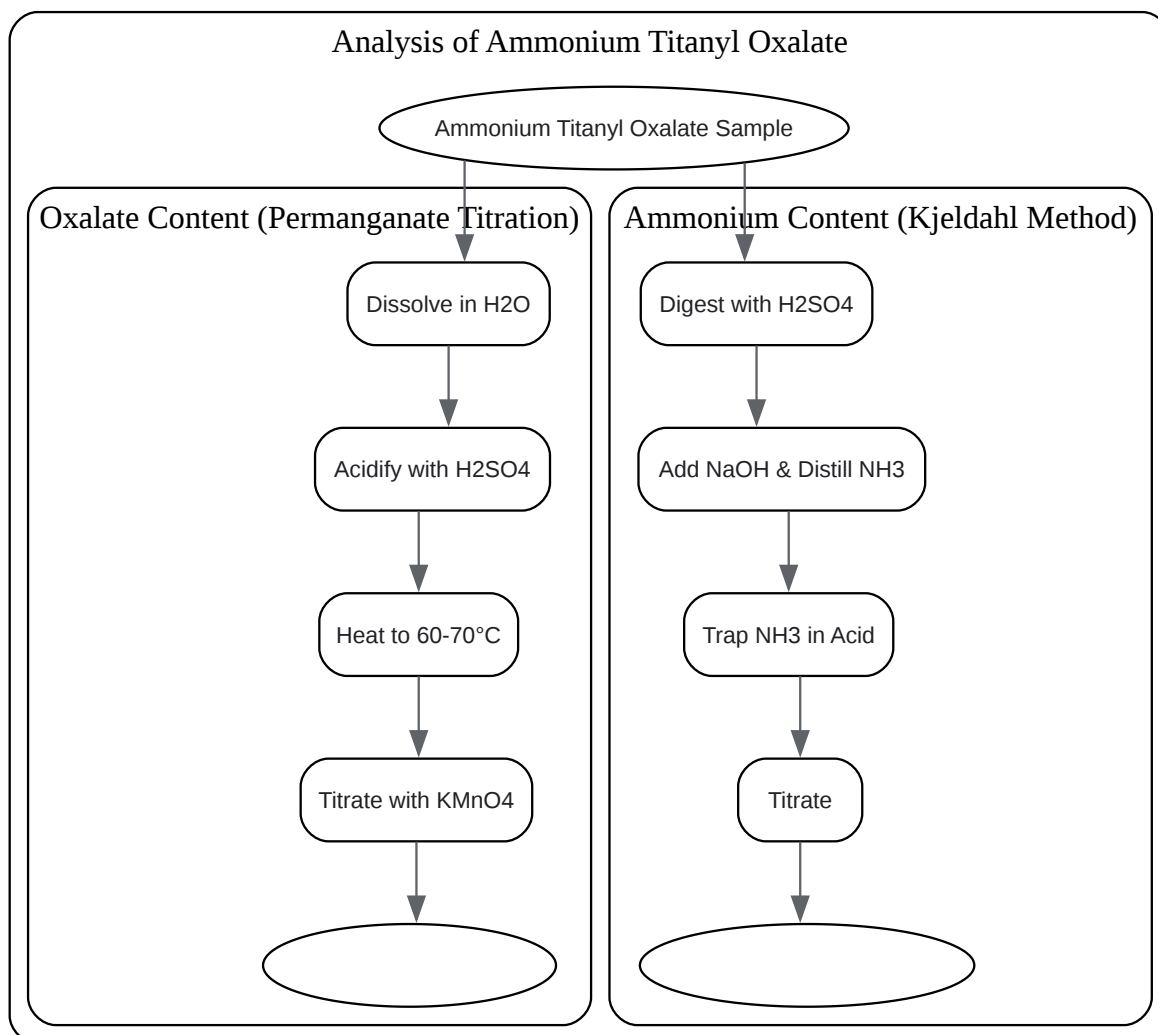 Analysis of Ammonium Titanyl Oxalate
Ammonium Titanyl Oxalate Sample
Oxalate Content (Permanganate Titration)
Dissolve in H2O
Acidify with H2SO4
Heat to 60-70°C
Titrate with KMnO4
Ammonium Content (Kjeldahl Method)
Digest with H2SO4
Add NaOH & Distill NH3
Trap NH3 in Acid
Titrate